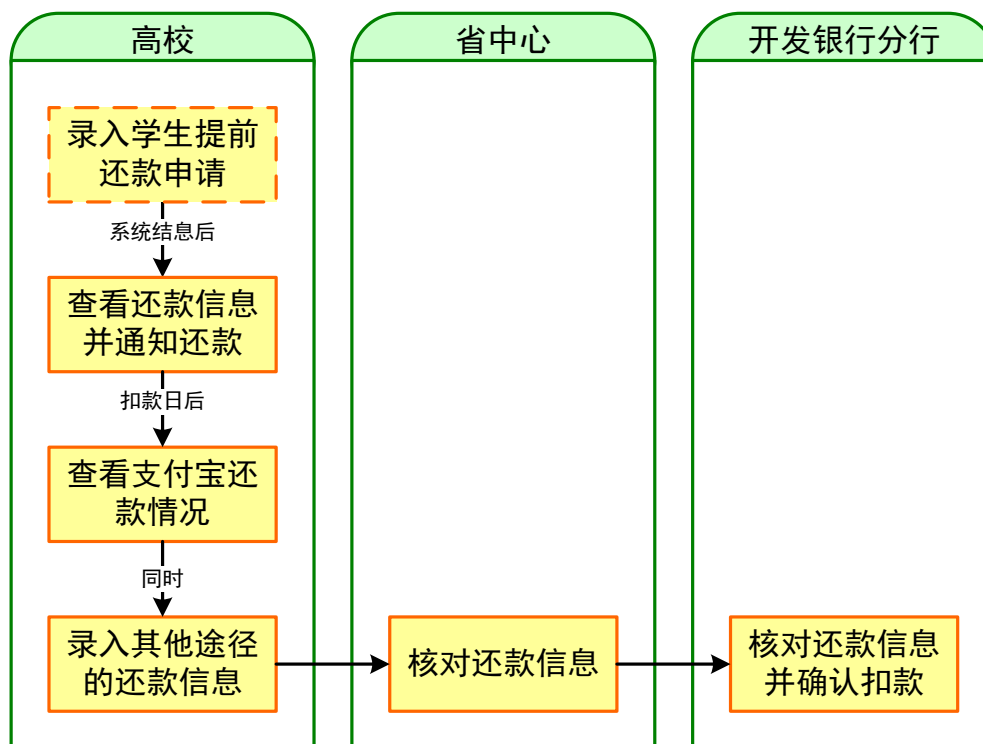 高校
省中心
开发银行分行
录入学生提前
还款申请
系统结息后
查看还款信息
并通知还款
扣款日后
查看支付宝还
款情况
同时
录入其他途径
的还款信息
核对还款信息
核对还款信息
并确认扣款